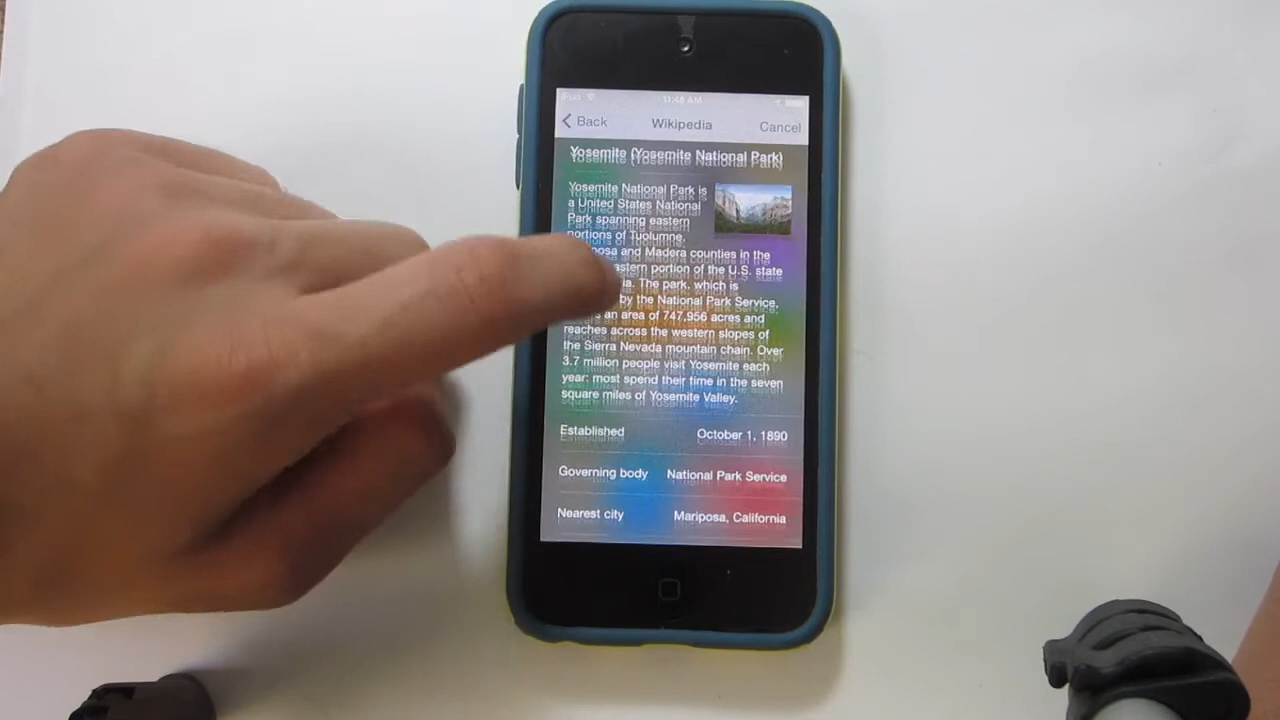 iPod 11:48 AM
Back Wikipedia Cancel
Yosemite (Yosemite National Park)
Yosemite National Park is
a United States National
Park spanning eastern
portions of Tuolumne,
and Madera counties in the
portion of the U.S. state
The park, which is
by the National Park Service,
an area of 747,956 acres and
reaches across the western slopes of
the Sierra Nevada mountain chain. Over
3.7 million people visit Yosemite each
year: most spend their time in the seven
square miles of Yosemite Valley.
Established October 1, 1890
Governing body National Park Service
Nearest city Mariposa, California